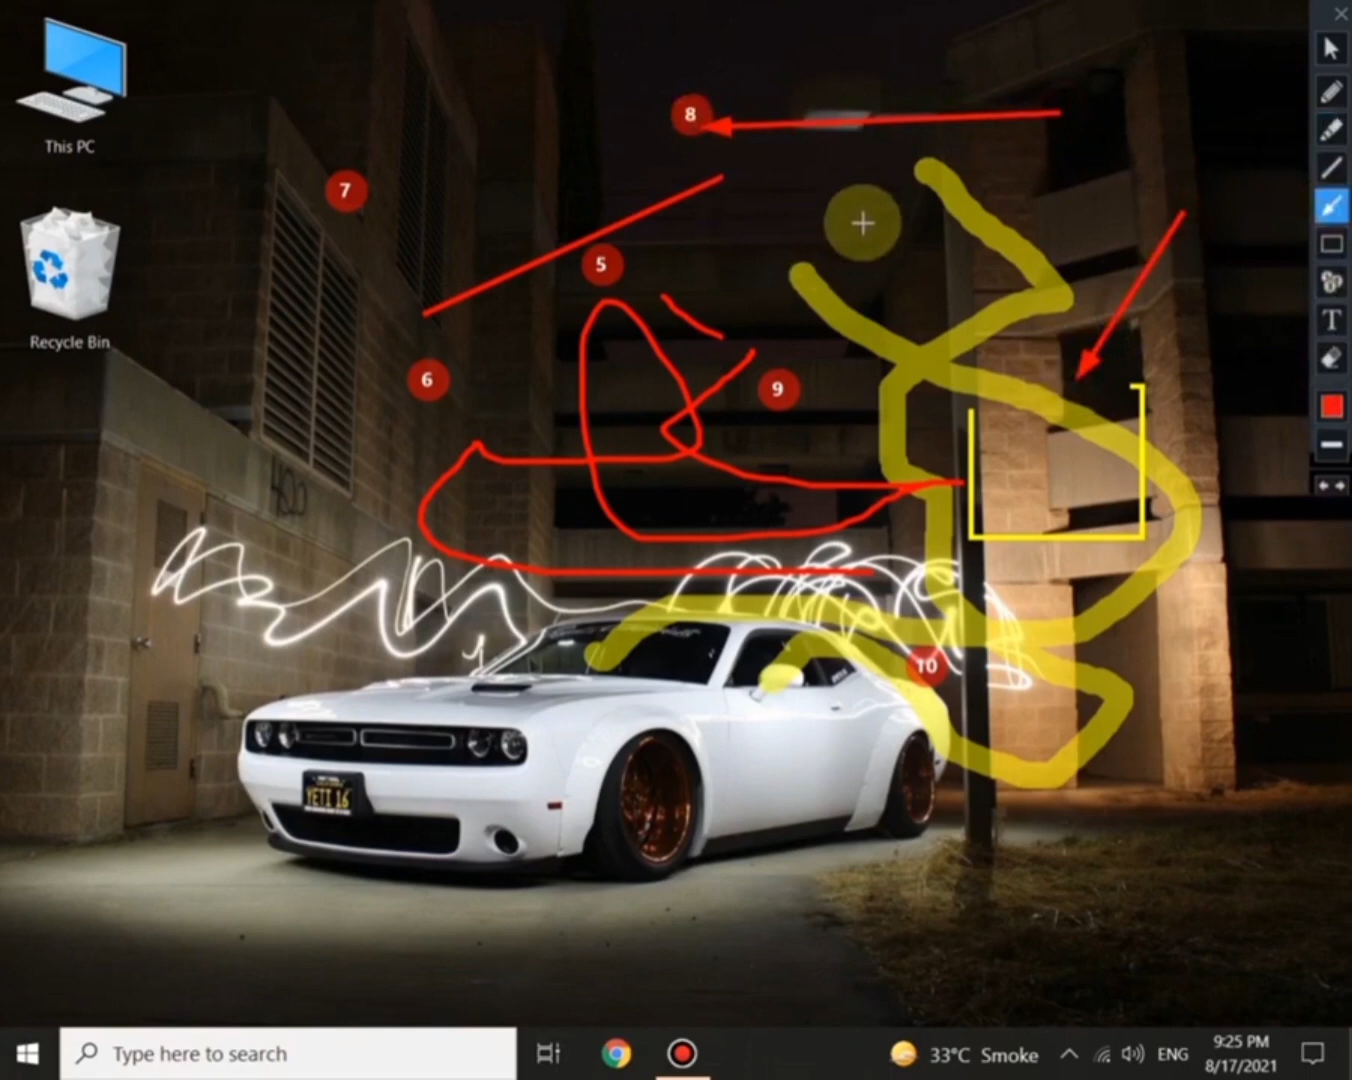 This PC
Recycle Bin
8
7
5
6
9
10
400
YETI 16
T
Type here to search
33°C Smoke
ENG
9:25 PM
8/17/2021